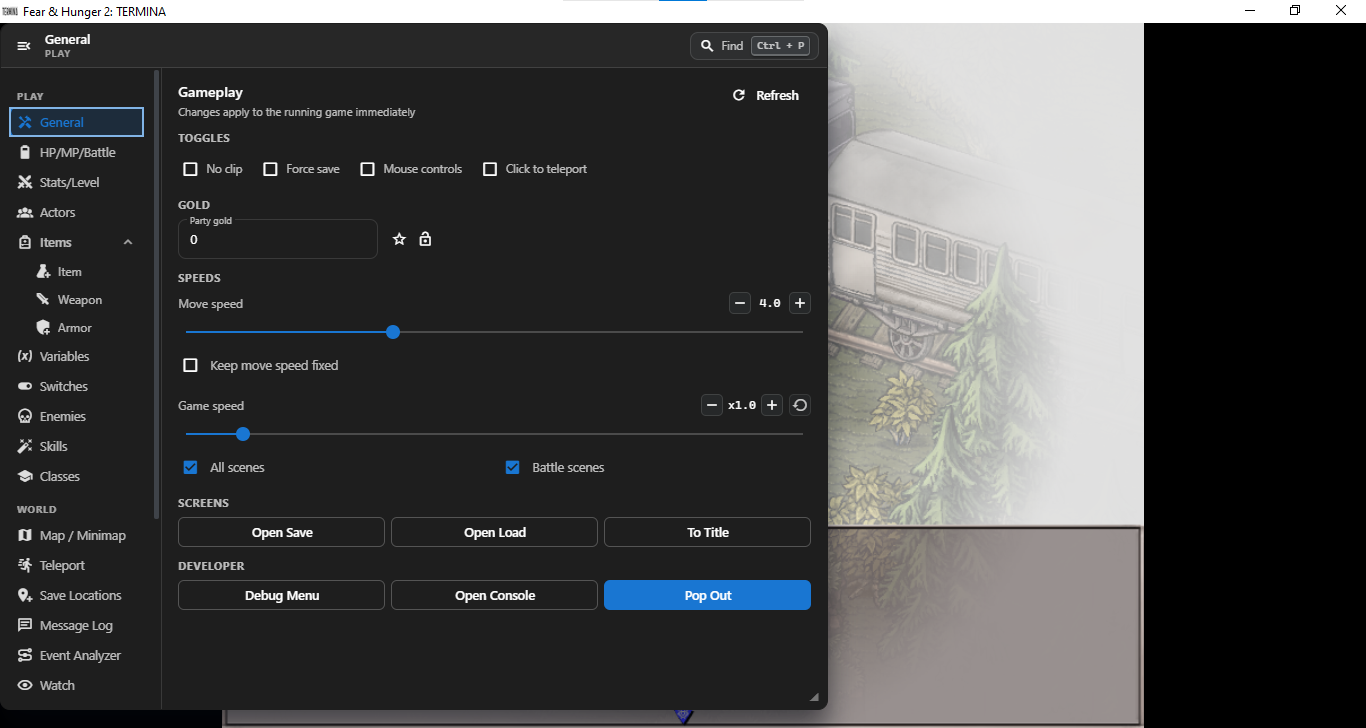 Fear & Hunger 2: TERMINA
General
PLAY
Find Ctrl + P
PLAY
General
HP/MP/Battle
Stats/Level
Actors
Items
Item
Weapon
Armor
Variables
Switches
Enemies
Skills
Classes
WORLD
Map / Minimap
Teleport
Save Locations
Message Log
Event Analyzer
Watch
Gameplay
Refresh
Changes apply to the running game immediately
TOGGLES
No clip Force save Mouse controls Click to teleport
GOLD
Party gold
0
SPEEDS
Move speed 4.0
Keep move speed fixed
Game speed x1.0
All scenes Battle scenes
SCREENS
Open Save Open Load To Title
DEVELOPER
Debug Menu Open Console Pop Out